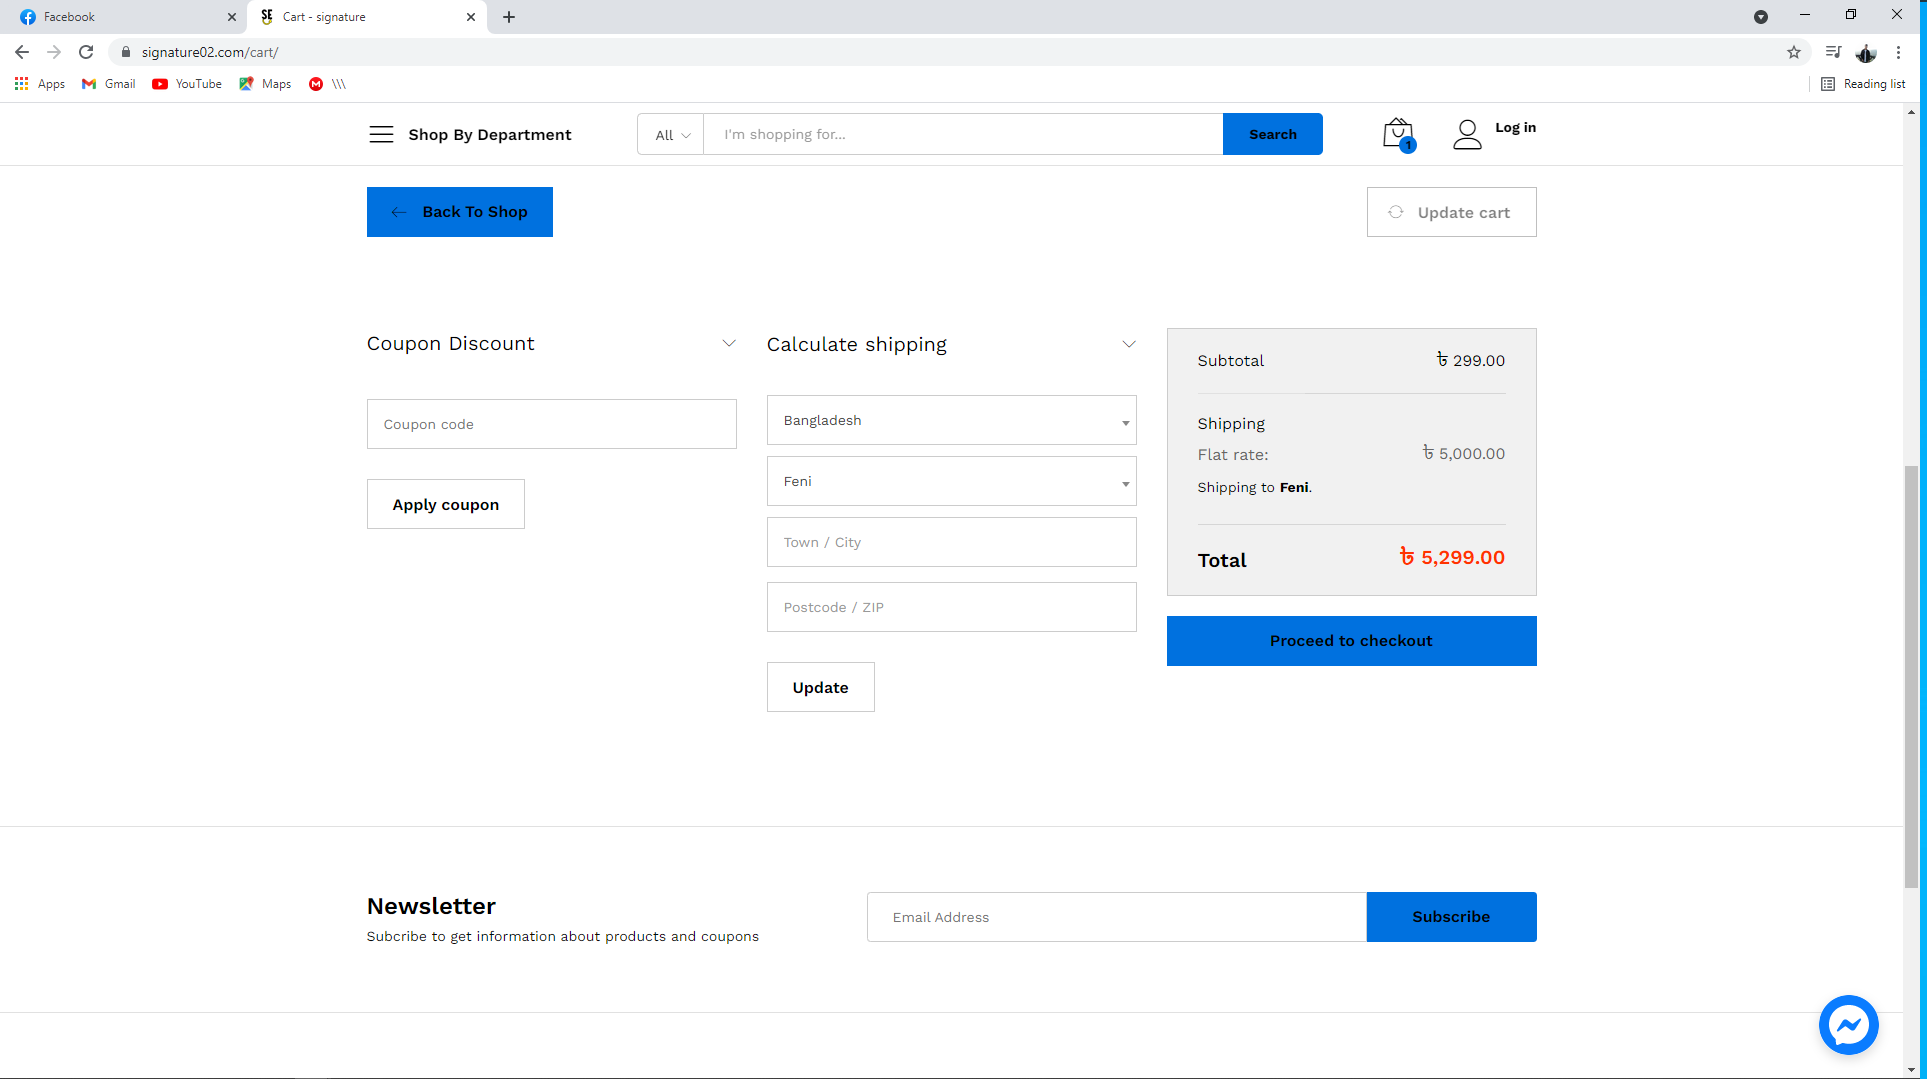 Facebook
SE Cart - signature
signature02.com/cart/
Apps Gmail YouTube Maps \\\ Reading list
Shop By Department All I'm shopping for... Search 1 Log in
Back To Shop Update cart
Coupon Discount
Coupon code
Apply coupon
Calculate shipping
Bangladesh
Feni
Town / City
Postcode / ZIP
Update
Subtotal ৳ 299.00
Shipping
Flat rate: ৳ 5,000.00
Shipping to Feni.
Total ৳ 5,299.00
Proceed to checkout
Newsletter
Subcribe to get information about products and coupons
Email Address Subscribe